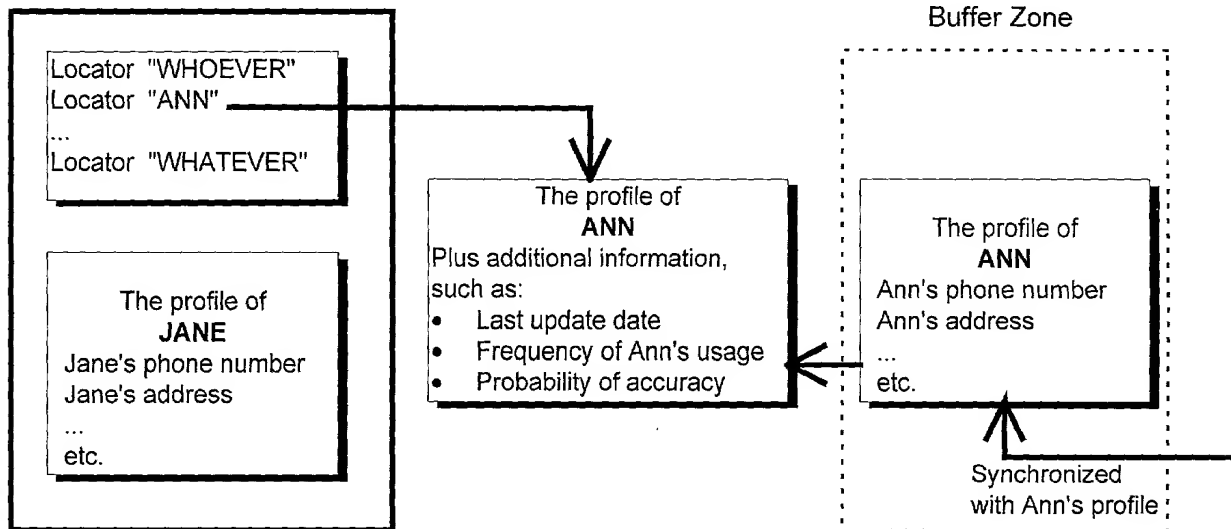 Buffer Zone
Locator "WHOEVER"
Locator "ANN"
...
Locator "WHATEVER"
The profile of
JANE
Jane's phone number
Jane's address
...
etc.
The profile of
ANN
Plus additional information,
such as:
• Last update date
• Frequency of Ann's usage
• Probability of accuracy
The profile of
ANN
Ann's phone number
Ann's address
...
etc.
Synchronized
with Ann's profile